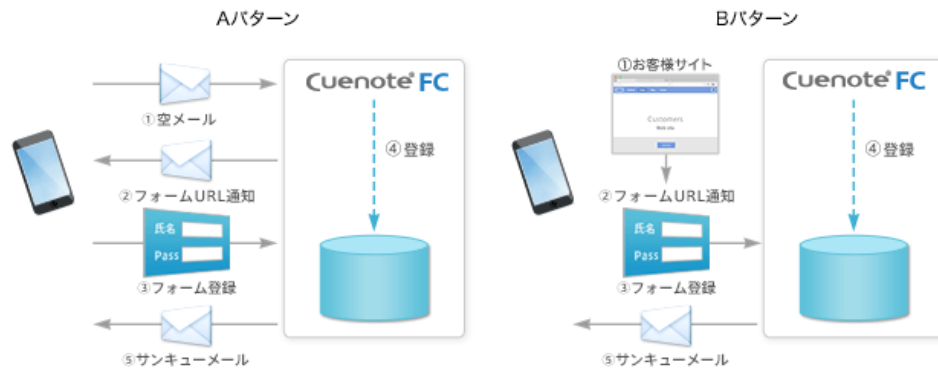 Aパターン
Cuenote FC
①空メール
④登録
②フォームURL通知
氏名
Pass
③フォーム登録
⑤サンキューメール
Bパターン
①お客様サイト
Cuenote FC
Customers
Web site
④登録
②フォームURL通知
氏名
Pass
③フォーム登録
⑤サンキューメール